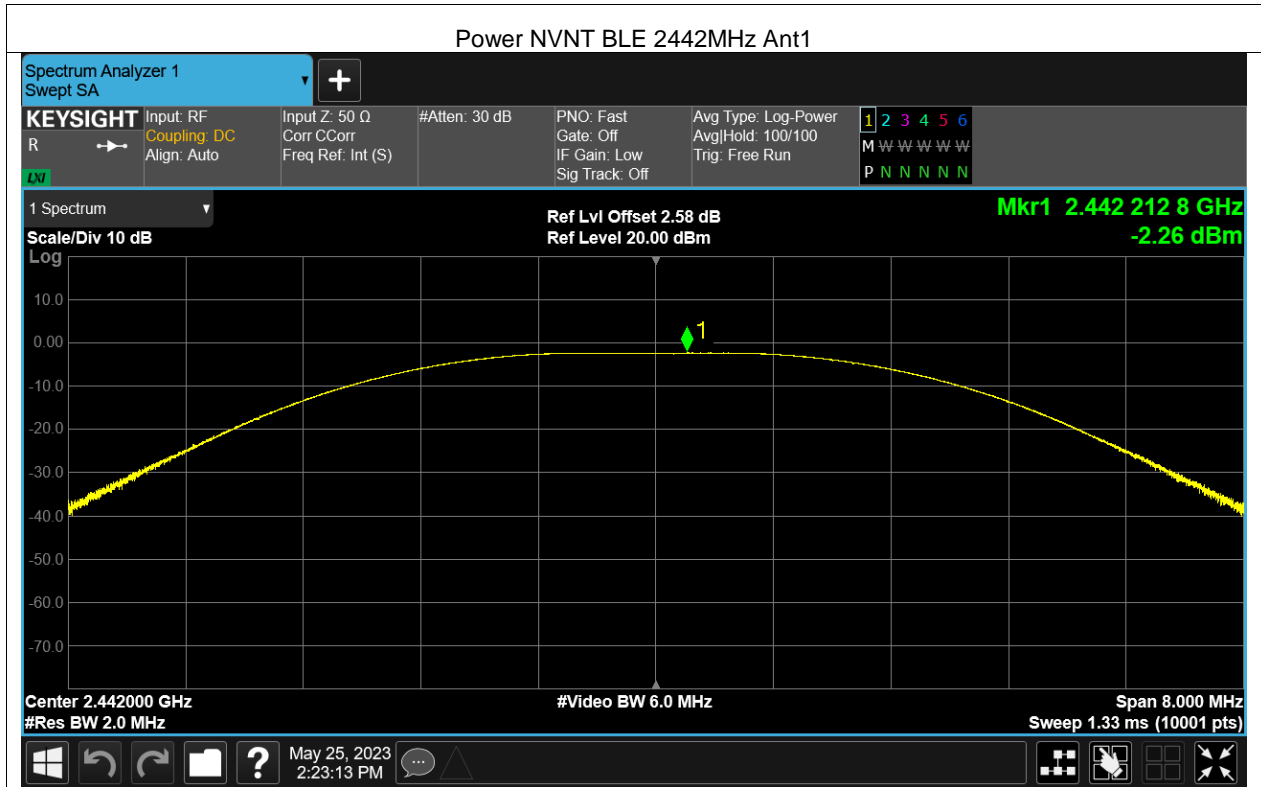 Power NVNT BLE 2442MHz Ant1
Spectrum Analyzer 1
Swept SA
KEYSIGHT
R
LXI
Input: RF
Coupling: DC
Align: Auto
Input Z: 50 Ω
Corr CCorr
Freq Ref: Int (S)
#Atten: 30 dB
PNO: Fast
Gate: Off
IF Gain: Low
Sig Track: Off
Avg Type: Log-Power
Avg|Hold: 100/100
Trig: Free Run
1 2 3 4 5 6
M W W W W W
P N N N N N
1 Spectrum
Scale/Div 10 dB
Log
Ref Lvl Offset 2.58 dB
Ref Level 20.00 dBm
Mkr1 2.442 212 8 GHz
-2.26 dBm
1
10.0
0.00
-10.0
-20.0
-30.0
-40.0
-50.0
-60.0
-70.0
Center 2.442000 GHz
#Res BW 2.0 MHz
#Video BW 6.0 MHz
Span 8.000 MHz
Sweep 1.33 ms (10001 pts)
?
May 25, 2023
2:23:13 PM